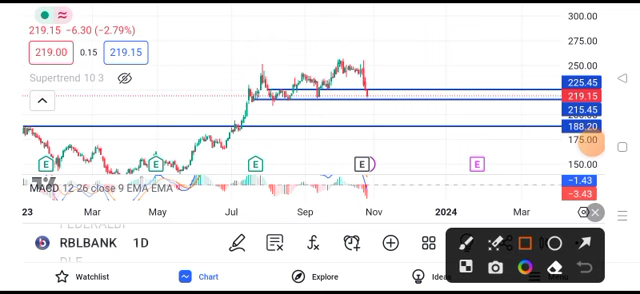 300.00
219.15 −6.30 (−2.79%)
275.00
219.00 0.15 219.15
250.00
Supertrend 10 3
225.45
219.15
215.45
188.20
175.00
E E E E E
150.00
MACD 12 26 close 9 EMA EMA
−1.43
−3.43
23 Mar May Jul Sep Nov 2024 Mar
RBLBANK 1D
Watchlist Chart Explore Ideas Menu